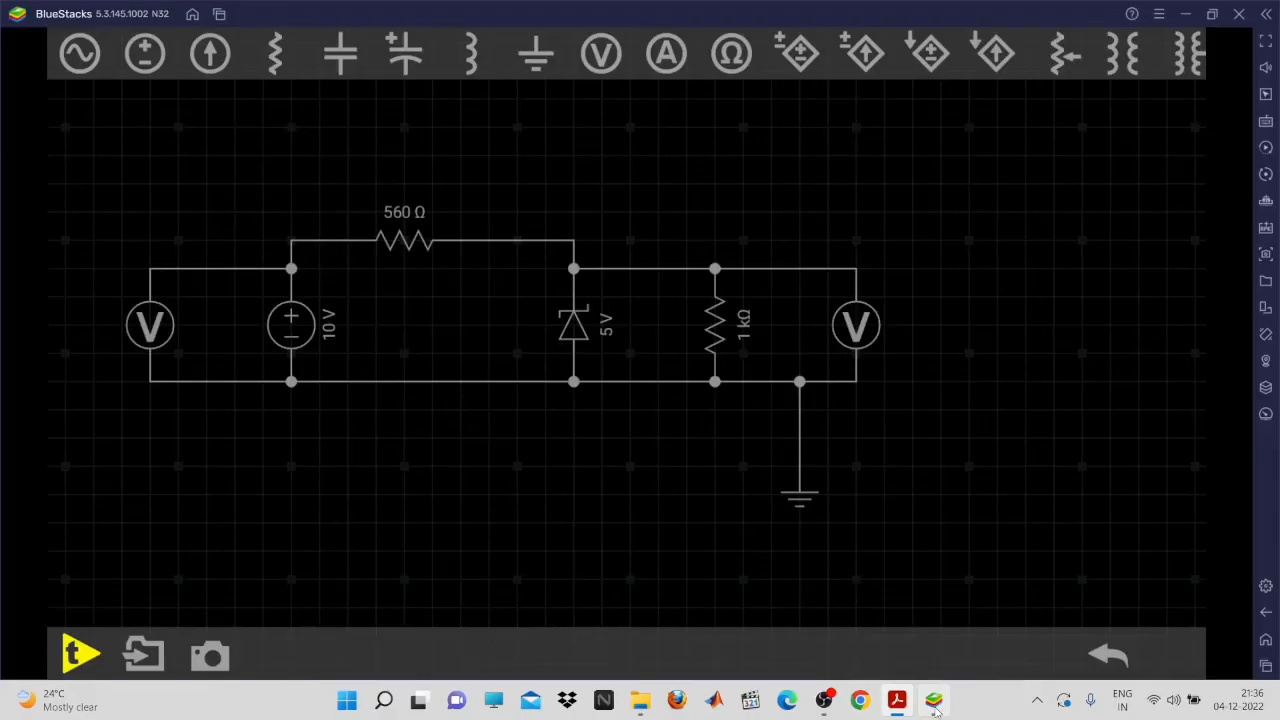 BlueStacks 5.3.145.1002 N32
V A Ω
560 Ω
V
10 V
5 V
1 kΩ
V
t
24°C
Mostly clear
N
321
ENG
IN
21:36
04-12-2022